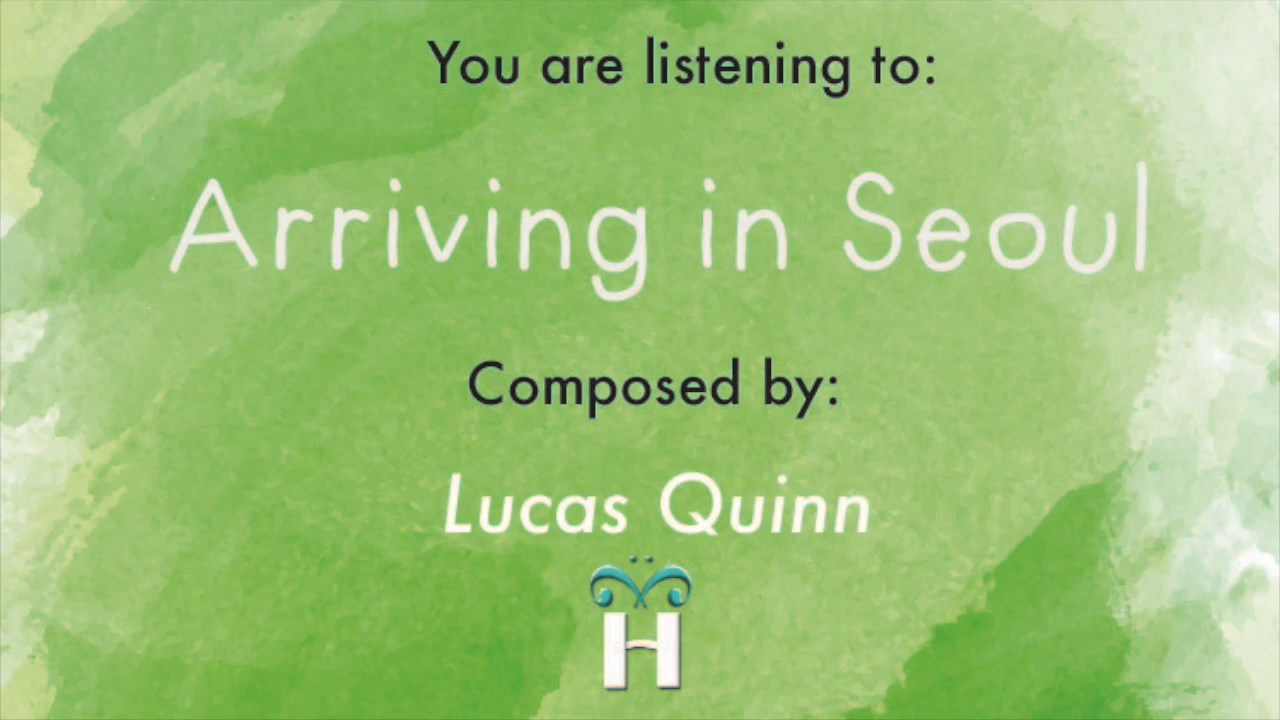 You are listening to:
Arriving in Seoul
Composed by:
Lucas Quinn
H